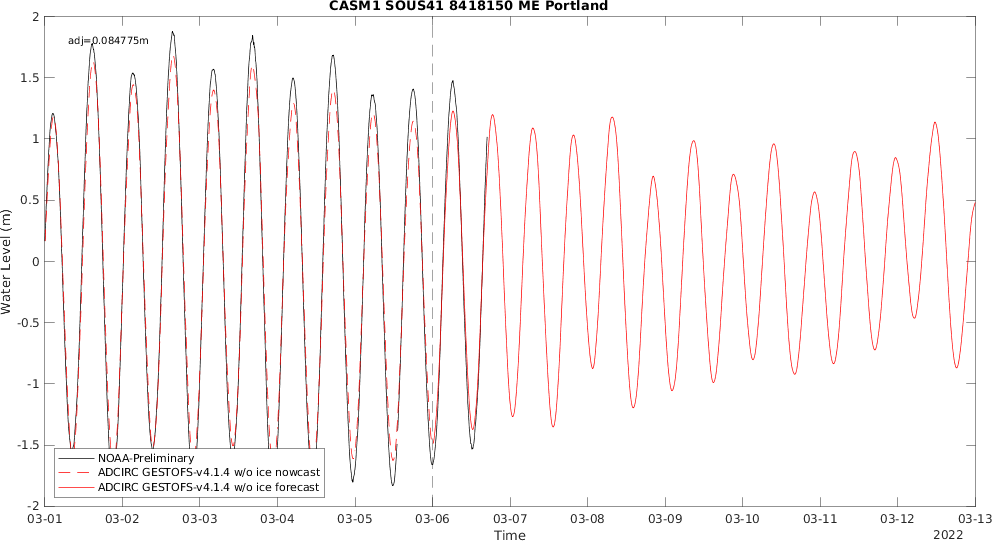 CASM1 SOUS41 8418150 ME Portland
adj=0.084775m
2
1.5
1
0.5
0
-0.5
-1
-1.5
-2
Water Level (m)
NOAA-Preliminary
ADCIRC GESTOFS-v4.1.4 w/o ice nowcast
ADCIRC GESTOFS-v4.1.4 w/o ice forecast
03-01 03-02 03-03 03-04 03-05 03-06 03-07 03-08 03-09 03-10 03-11 03-12 03-13
Time
2022